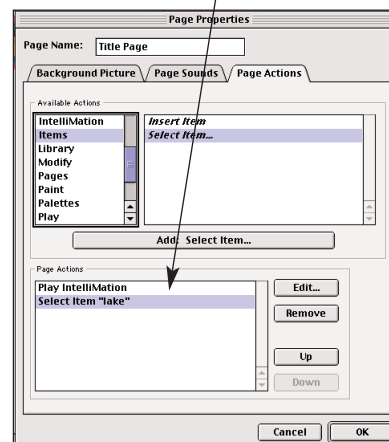 Page Properties
Page Name: Title Page
Background Picture Page Sounds Page Actions
Available Actions
IntelliMation
Items
Library
Modify
Pages
Paint
Palettes
Play
Insert Item
Select Item...
Add: Select Item...
Page Actions
Play IntelliMation
Select Item "lake"
Edit...
Remove
Up
Down
Cancel OK